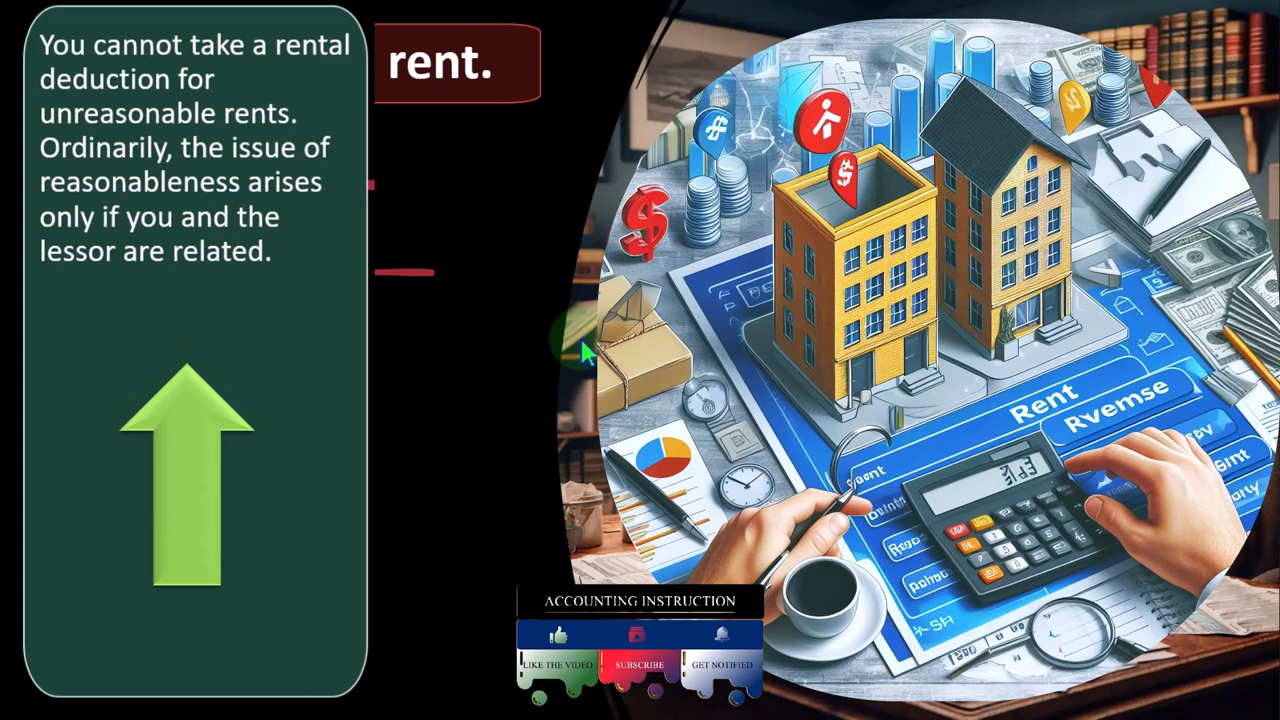 You cannot take a rental
deduction for
unreasonable rents.
Ordinarily, the issue of
reasonableness arises
only if you and the
lessor are related.
rent.
Rent
Rvemse
ACCOUNTING INSTRUCTION
LIKE THE VIDEO
SUBSCRIBE
GET NOTIFIED